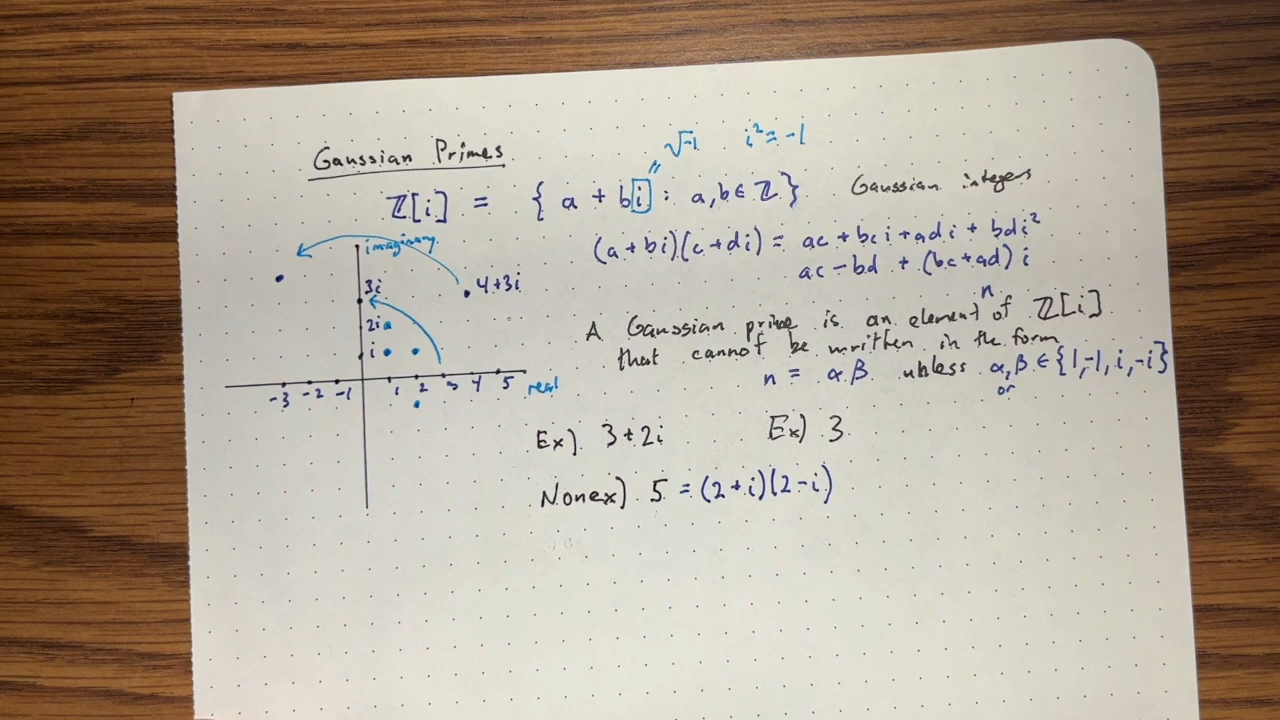 Gaussian Primes
√-1 i² = -1
ℤ[i] = { a + bi : a, b ∈ ℤ } Gaussian integers
(a + bi)(c + di) = ac + bci + adi + bdi²
ac - bd + (bc + ad) i
imaginary
4+3i
3i
2i
i
-3 -2 -1 1 2 3 4 5 real
n
A Gaussian prime is an element of ℤ[i]
that cannot be written in the form
n = α β unless α, β ∈ {1, -1, i, -i}
or
Ex) 3 + 2i Ex) 3
Nonex) 5 = (2 + i)(2 - i)